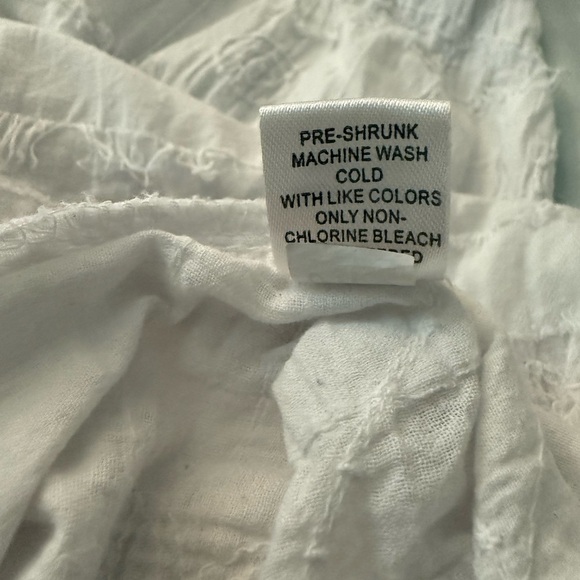 PRE-SHRUNK
MACHINE WASH
COLD
WITH LIKE COLORS
ONLY NON-
CHLORINE BLEACH